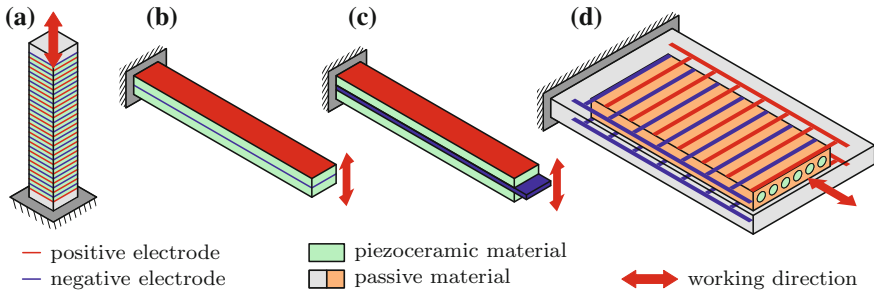 (a)
(b)
(c)
(d)
positive electrode
negative electrode
piezoceramic material
passive material
working direction